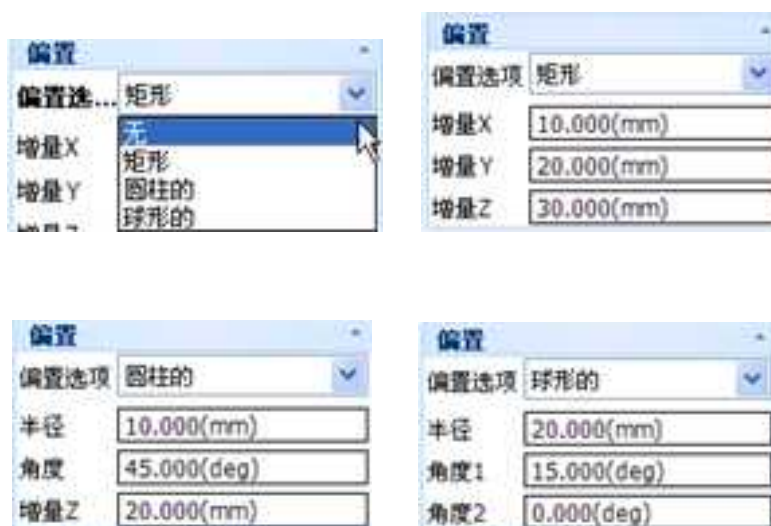 偏置
偏置选... 矩形
无
增量X
矩形
增量Y 圆柱的
球形的
偏置
偏置选项 矩形
增量X 10.000(mm)
增量Y 20.000(mm)
增量Z 30.000(mm)
偏置
偏置选项 圆柱的
半径 10.000(mm)
角度 45.000(deg)
增量Z 20.000(mm)
偏置
偏置选项 球形的
半径 20.000(mm)
角度1 15.000(deg)
角度2 0.000(deg)